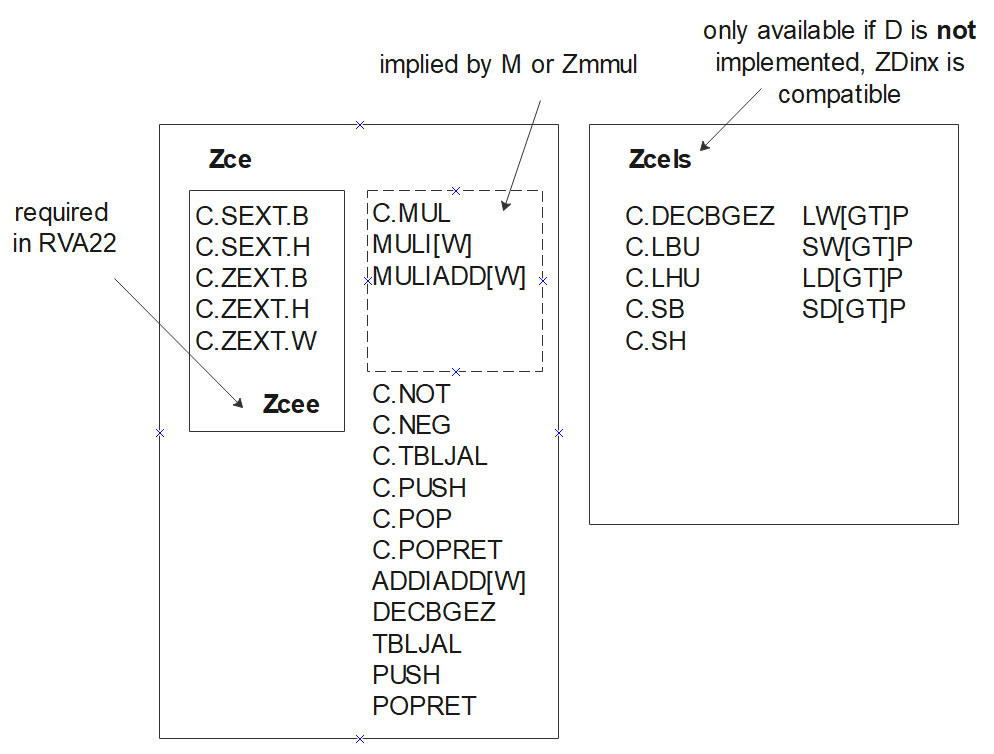 only available if D is not
implemented, ZDinx is
compatible
implied by M or Zmmul
Zce
Zcels
required
in RVA22
C.SEXT.B
C.SEXT.H
C.ZEXT.B
C.ZEXT.H
C.ZEXT.W
Zcee
C.MUL
MULI[W]
MULIADD[W]
C.NOT
C.NEG
C.TBLJAL
C.PUSH
C.POP
C.POPRET
ADDIADD[W]
DECBGEZ
TBLJAL
PUSH
POPRET
C.DECBGEZ
C.LBU
C.LHU
C.SB
C.SH
LW[GT]P
SW[GT]P
LD[GT]P
SD[GT]P